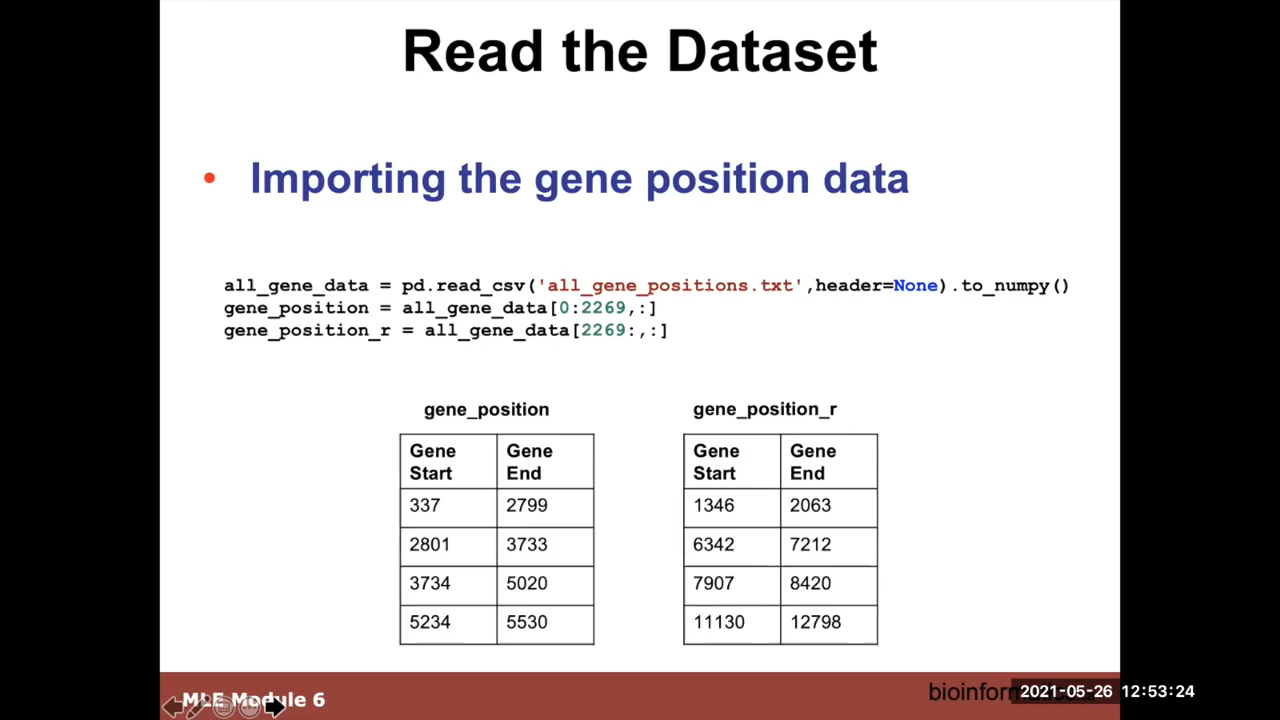 Read the Dataset
• Importing the gene position data
all_gene_data = pd.read_csv('all_gene_positions.txt',header=None).to_numpy()
gene_position = all_gene_data[0:2269,:]
gene_position_r = all_gene_data[2269:,:]
gene_position
Gene Start Gene End
337 2799
2801 3733
3734 5020
5234 5530
gene_position_r
Gene Start Gene End
1346 2063
6342 7212
7907 8420
11130 12798
MLE Module 6
2021-05-26 12:53:24